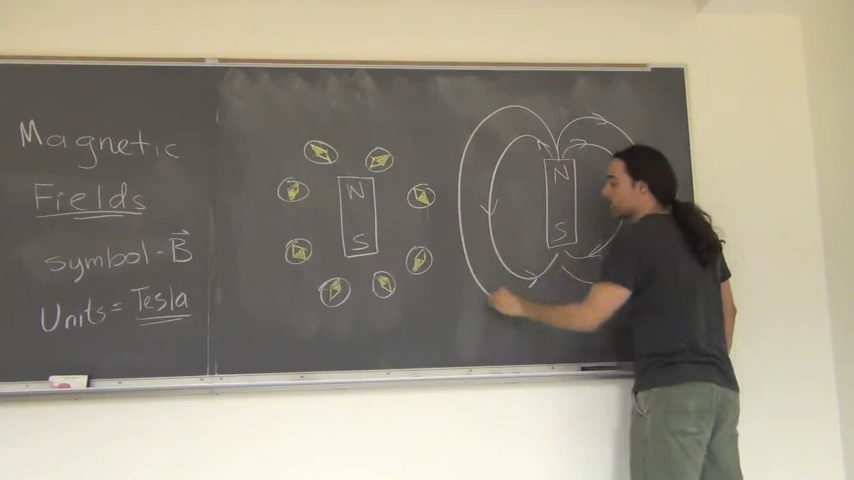 Magnetic
Fields
symbol - B⃗
Units = Tesla
N
S
N
S